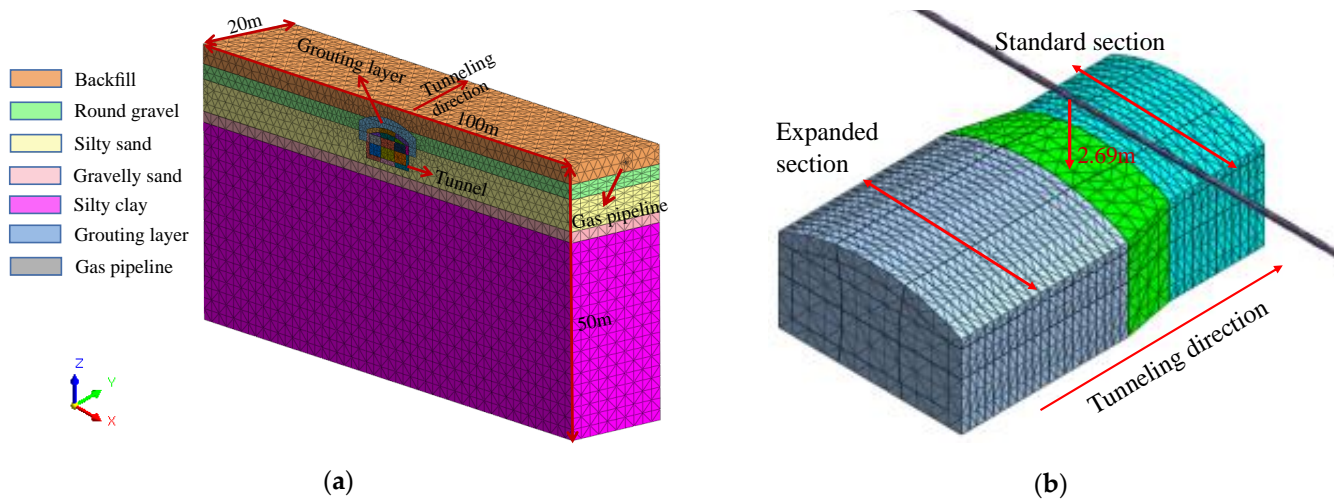 20m
Grouting layer
Tunneling
direction
100m
Tunnel
Gas pipeline
50m
Backfill
Round gravel
Silty sand
Gravelly sand
Silty clay
Grouting layer
Gas pipeline
Z
Y
X
(a)
Standard section
Expanded
section
2.69m
Tunneling direction
(b)